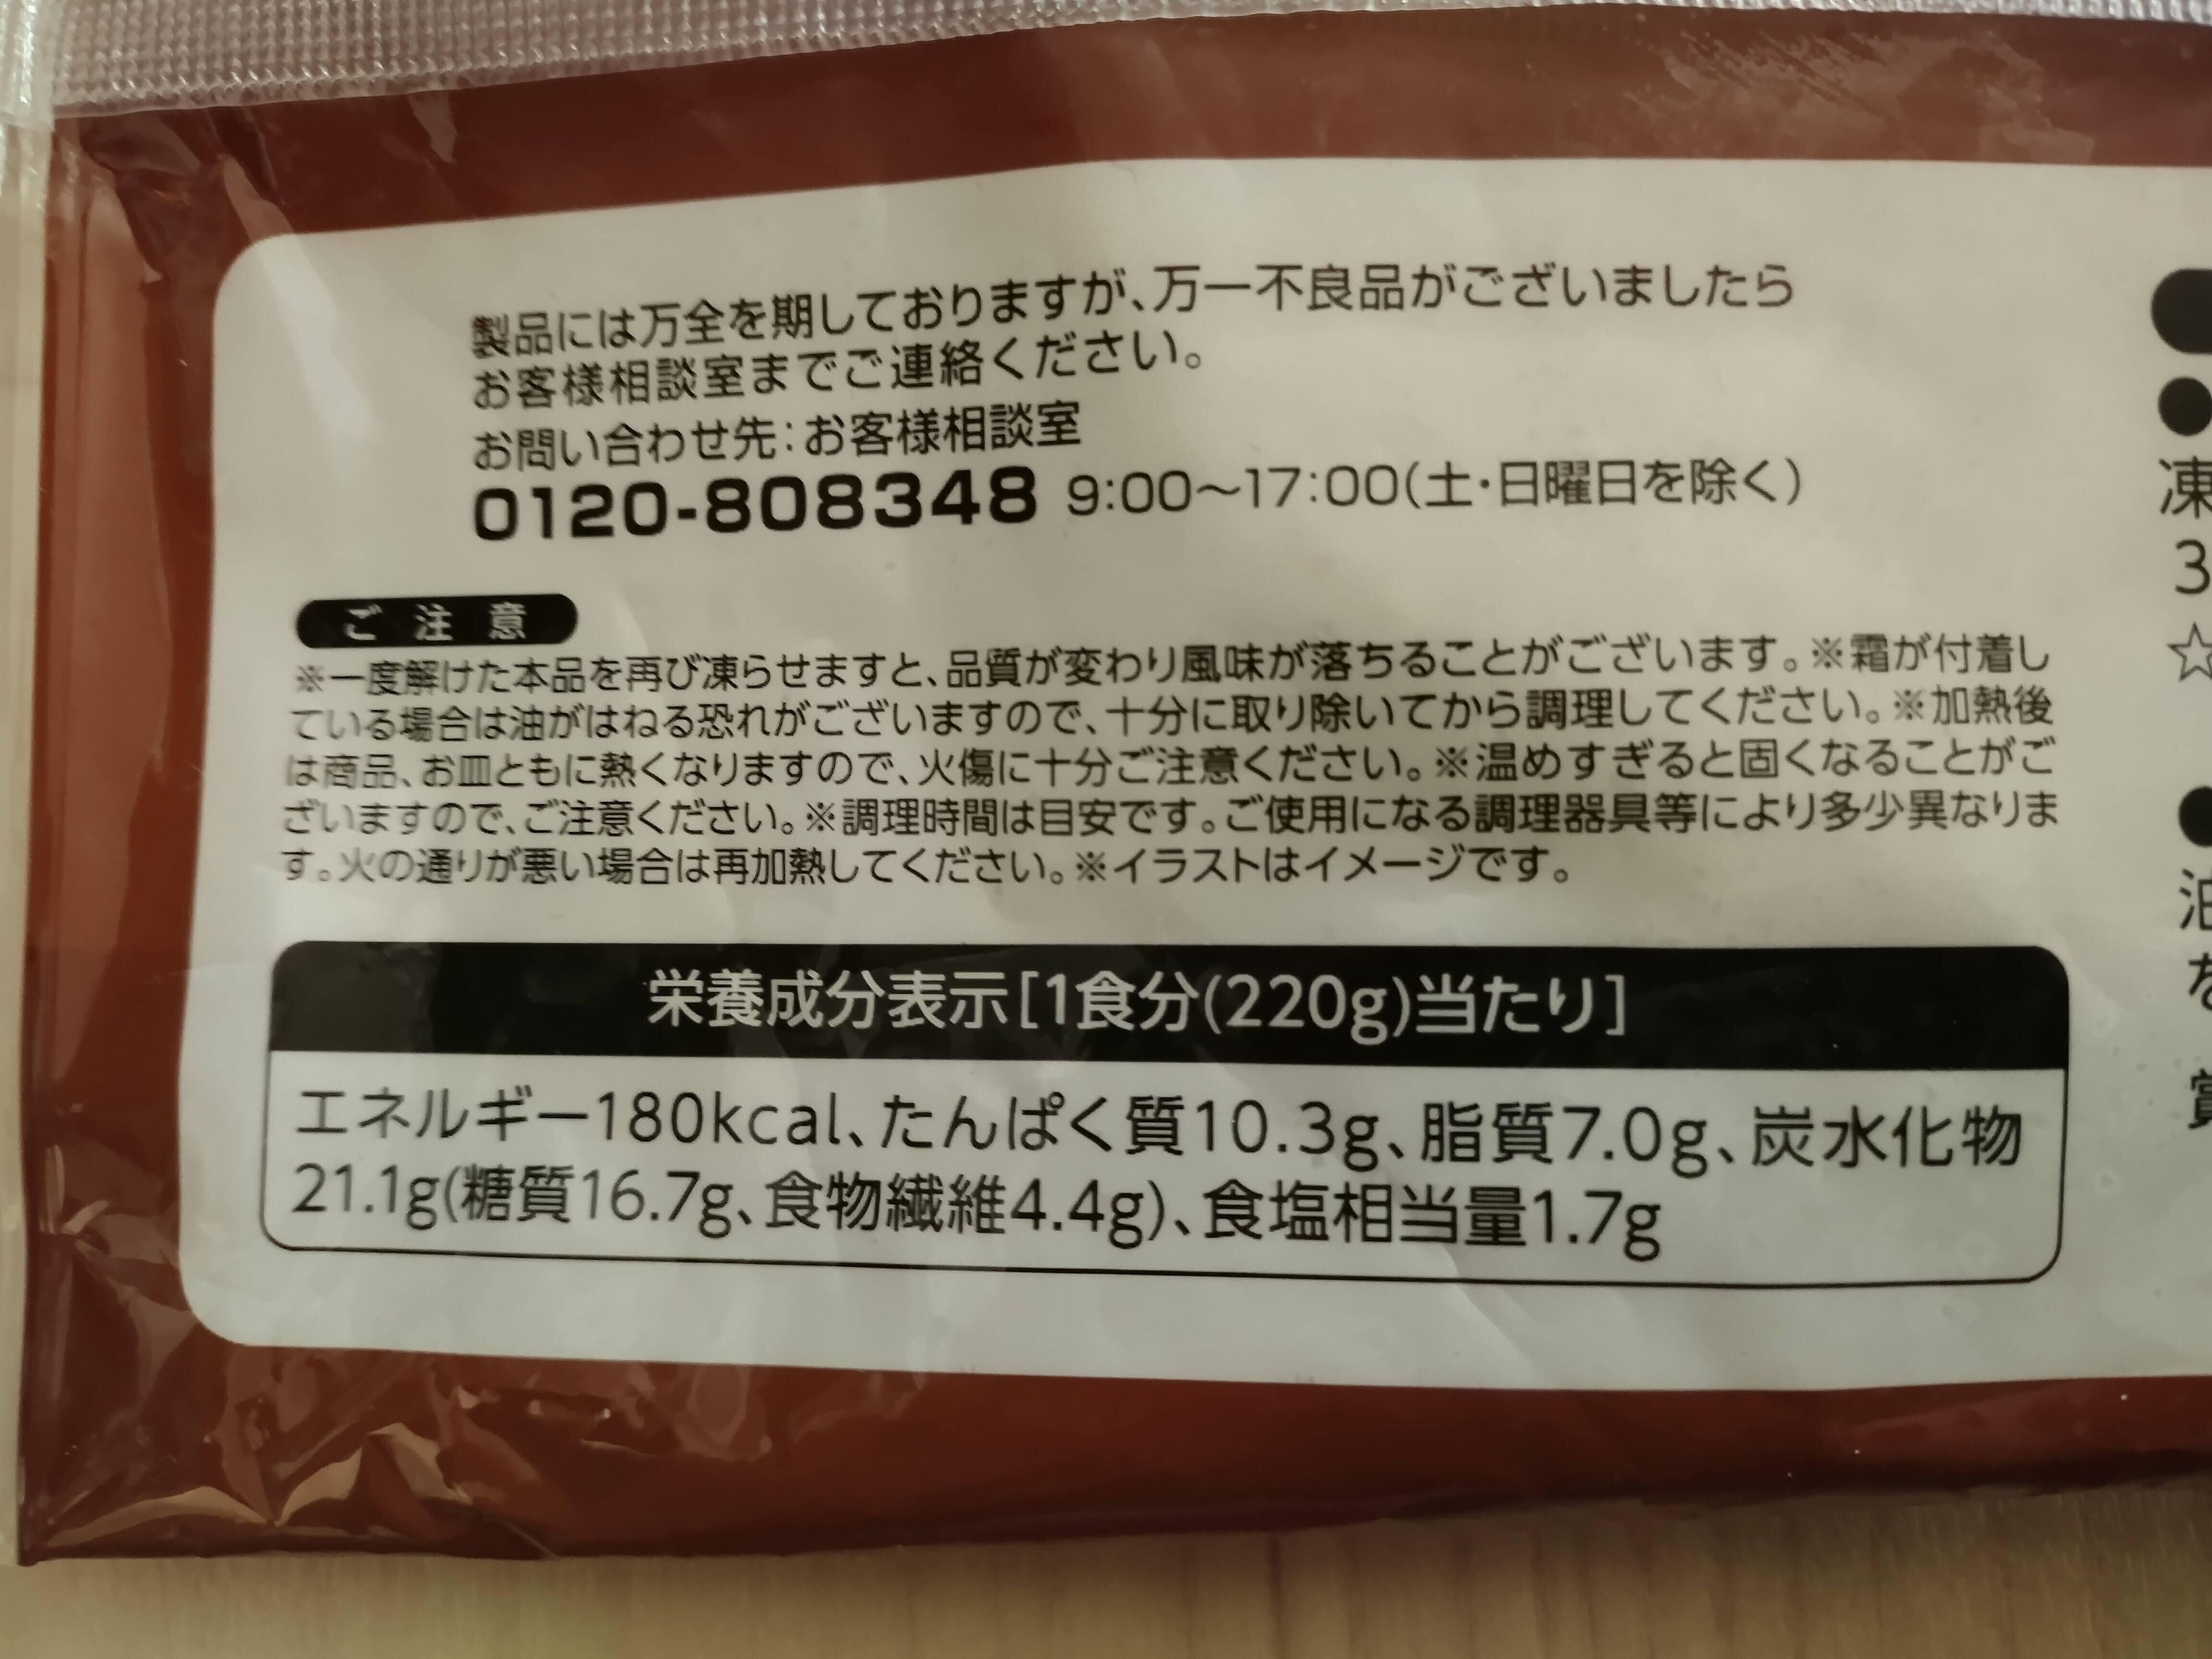 製品には万全を期しておりますが、万一不良品がございましたら
お客様相談室までご連絡ください。
お問い合わせ先：お客様相談室
0120-808348 9:00〜17:00（土・日曜日を除く）
ご注意
※一度解けた本品を再び凍らせますと、品質が変わり風味が落ちることがございます。※霜が付着し
ている場合は油がはねる恐れがございますので、十分に取り除いてから調理してください。※加熱後
は商品、お皿ともに熱くなりますので、火傷に十分ご注意ください。※温めすぎると固くなることがご
ざいますので、ご注意ください。※調理時間は目安です。ご使用になる調理器具等により多少異なりま
す。火の通りが悪い場合は再加熱してください。※イラストはイメージです。
栄養成分表示［1食分(220g)当たり］
エネルギー180kcal、たんぱく質10.3g、脂質7.0g、炭水化物
21.1g(糖質16.7g、食物繊維4.4g)、食塩相当量1.7g
凍
3
☆
油
を